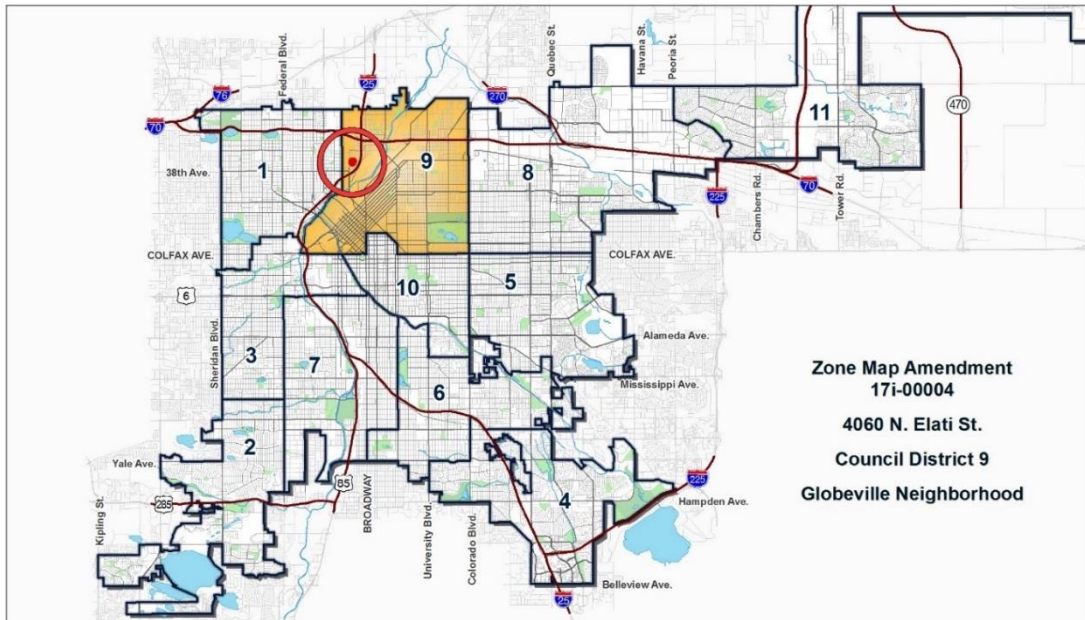 Federal Blvd.
Quebec St.
Havana St.
Peoria St.
76
25
270
470
70
11
1
9
8
38th Ave.
225
70
Chambers Rd.
Tower Rd.
COLFAX AVE.
COLFAX AVE.
10
5
6
Sheridan Blvd.
Alameda Ave.
3
7
6
Mississippi Ave.
Zone Map Amendment
17i-00004
4060 N. Elati St.
Council District 9
Globeville Neighborhood
2
Yale Ave.
85
BROADWAY
225
4
285
Hampden Ave.
Kipling St.
University Blvd.
Colorado Blvd.
Belleview Ave.
25